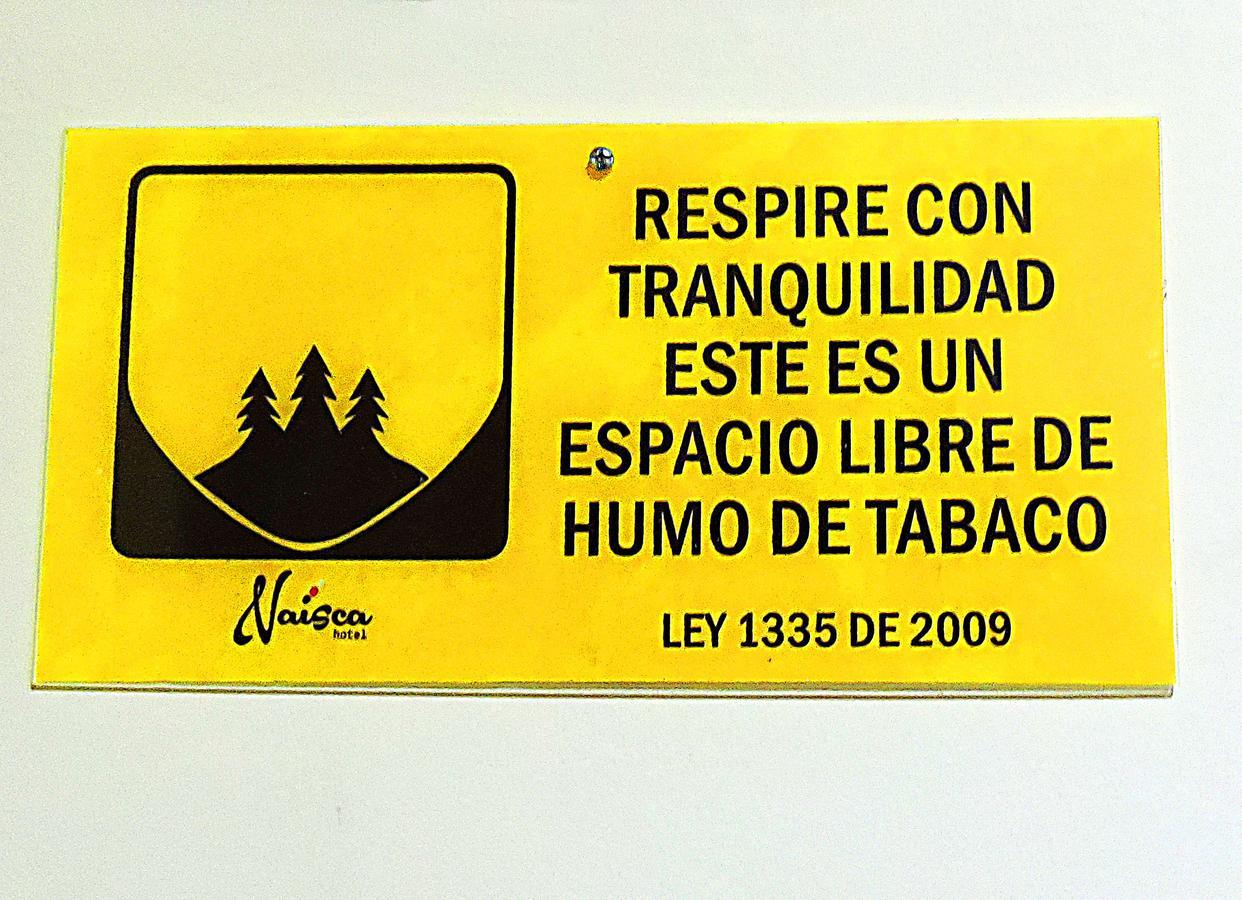 RESPIRE CON
TRANQUILIDAD
ESTE ES UN
ESPACIO LIBRE DE
HUMO DE TABACO
LEY 1335 DE 2009
Naisca
hotel